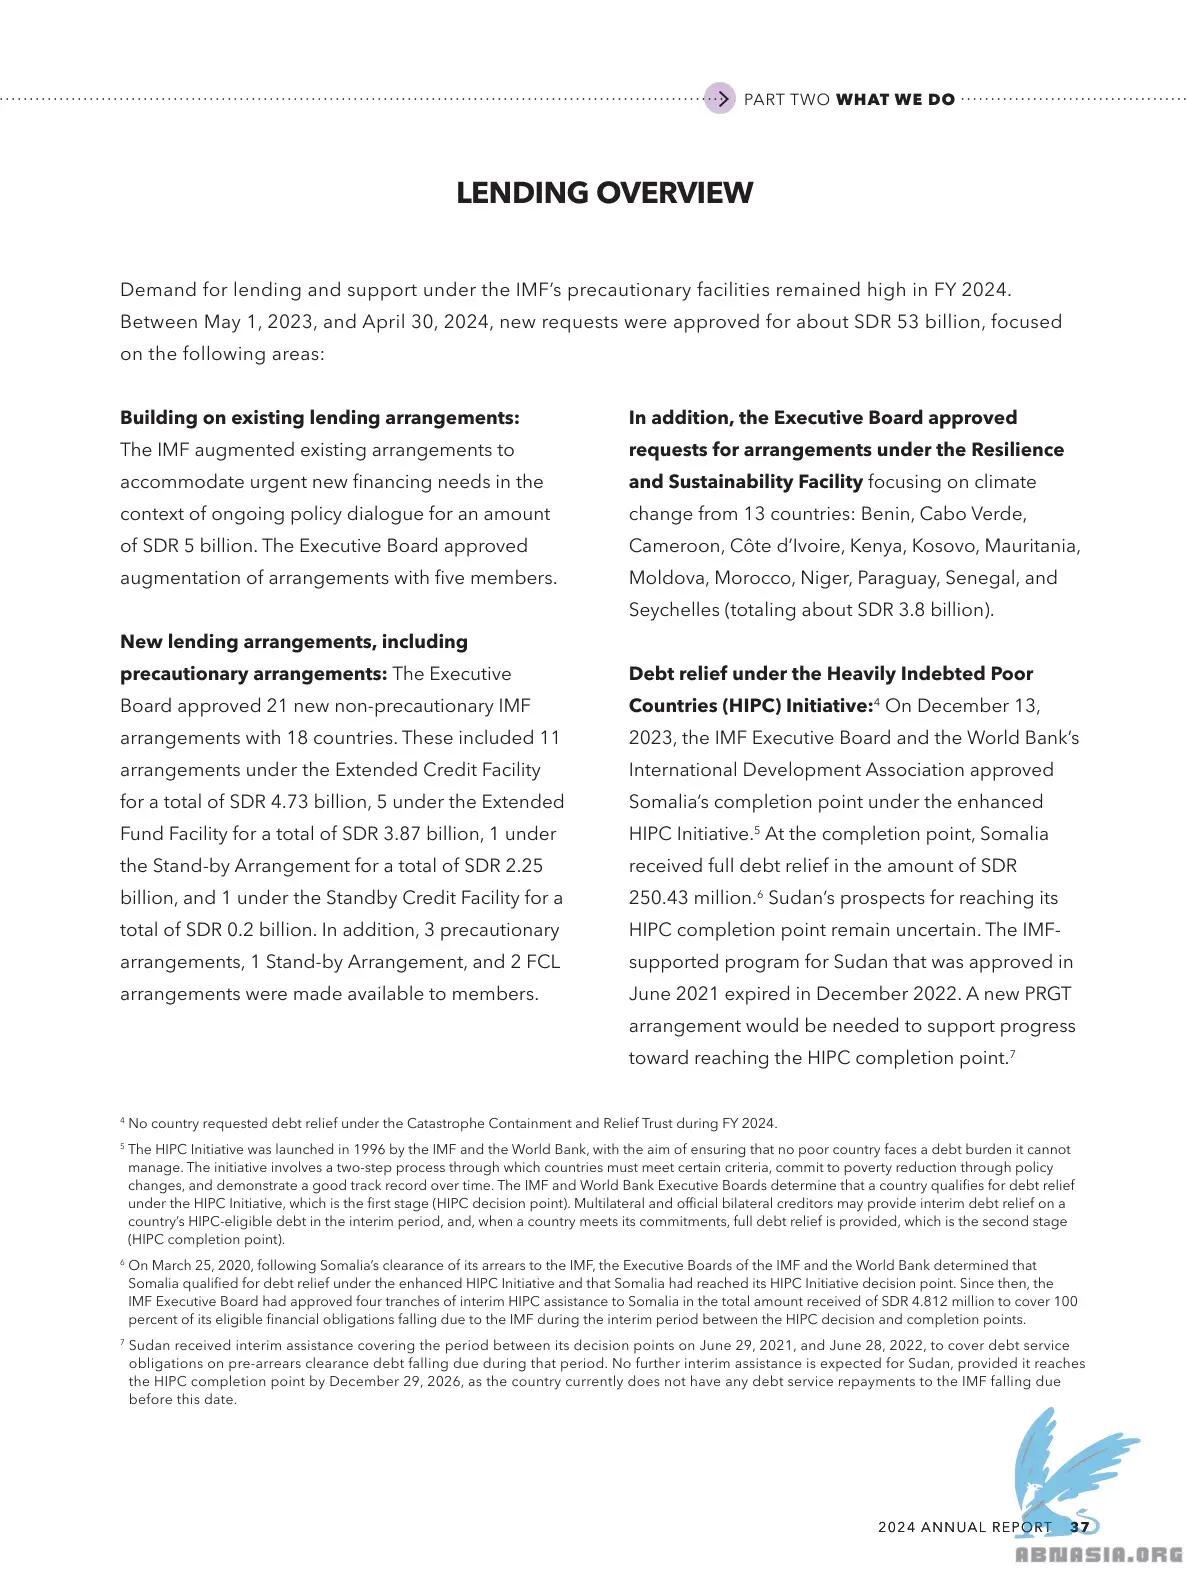 PART TWO WHAT WE DO
LENDING OVERVIEW
Demand for lending and support under the IMF’s precautionary facilities remained high in FY 2024.
Between May 1, 2023, and April 30, 2024, new requests were approved for about SDR 53 billion, focused
on the following areas:
Building on existing lending arrangements:
The IMF augmented existing arrangements to
accommodate urgent new financing needs in the
context of ongoing policy dialogue for an amount
of SDR 5 billion. The Executive Board approved
augmentation of arrangements with five members.
New lending arrangements, including
precautionary arrangements: The Executive
Board approved 21 new non-precautionary IMF
arrangements with 18 countries. These included 11
arrangements under the Extended Credit Facility
for a total of SDR 4.73 billion, 5 under the Extended
Fund Facility for a total of SDR 3.87 billion, 1 under
the Stand-by Arrangement for a total of SDR 2.25
billion, and 1 under the Standby Credit Facility for a
total of SDR 0.2 billion. In addition, 3 precautionary
arrangements, 1 Stand-by Arrangement, and 2 FCL
arrangements were made available to members.
In addition, the Executive Board approved
requests for arrangements under the Resilience
and Sustainability Facility focusing on climate
change from 13 countries: Benin, Cabo Verde,
Cameroon, Côte d’Ivoire, Kenya, Kosovo, Mauritania,
Moldova, Morocco, Niger, Paraguay, Senegal, and
Seychelles (totaling about SDR 3.8 billion).
Debt relief under the Heavily Indebted Poor
Countries (HIPC) Initiative:4 On December 13,
2023, the IMF Executive Board and the World Bank’s
International Development Association approved
Somalia’s completion point under the enhanced
HIPC Initiative.5 At the completion point, Somalia
received full debt relief in the amount of SDR
250.43 million.6 Sudan’s prospects for reaching its
HIPC completion point remain uncertain. The IMF-
supported program for Sudan that was approved in
June 2021 expired in December 2022. A new PRGT
arrangement would be needed to support progress
toward reaching the HIPC completion point.7
4 No country requested debt relief under the Catastrophe Containment and Relief Trust during FY 2024.
5 The HIPC Initiative was launched in 1996 by the IMF and the World Bank, with the aim of ensuring that no poor country faces a debt burden it cannot
manage. The initiative involves a two-step process through which countries must meet certain criteria, commit to poverty reduction through policy
changes, and demonstrate a good track record over time. The IMF and World Bank Executive Boards determine that a country qualifies for debt relief
under the HIPC Initiative, which is the first stage (HIPC decision point). Multilateral and official bilateral creditors may provide interim debt relief on a
country’s HIPC-eligible debt in the interim period, and, when a country meets its commitments, full debt relief is provided, which is the second stage
(HIPC completion point).
6 On March 25, 2020, following Somalia’s clearance of its arrears to the IMF, the Executive Boards of the IMF and the World Bank determined that
Somalia qualified for debt relief under the enhanced HIPC Initiative and that Somalia had reached its HIPC Initiative decision point. Since then, the
IMF Executive Board had approved four tranches of interim HIPC assistance to Somalia in the total amount received of SDR 4.812 million to cover 100
percent of its eligible financial obligations falling due to the IMF during the interim period between the HIPC decision and completion points.
7 Sudan received interim assistance covering the period between its decision points on June 29, 2021, and June 28, 2022, to cover debt service
obligations on pre-arrears clearance debt falling due during that period. No further interim assistance is expected for Sudan, provided it reaches
the HIPC completion point by December 29, 2026, as the country currently does not have any debt service repayments to the IMF falling due
before this date.
2024 ANNUAL REPORT 37
ABNASIA.ORG